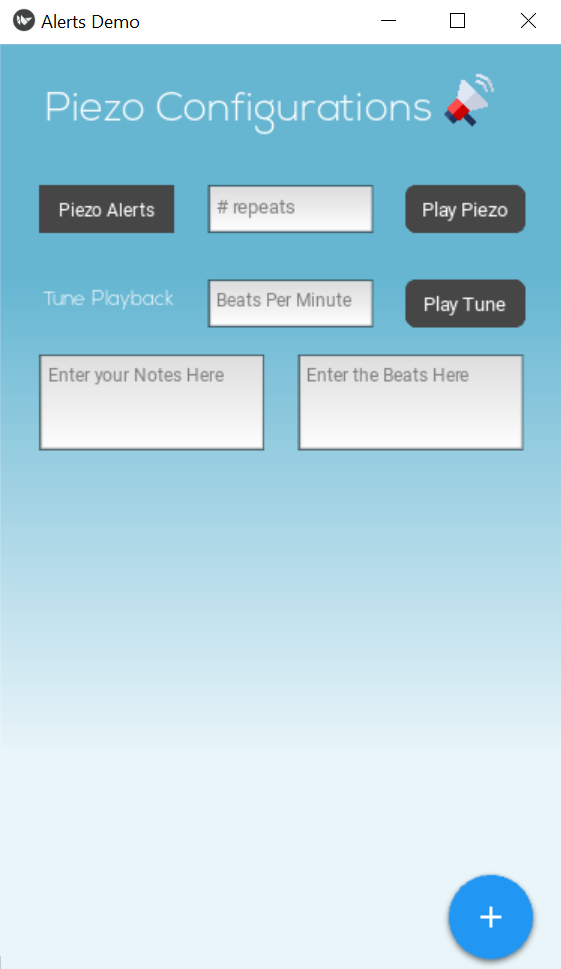 Alerts Demo
Piezo Configurations
Piezo Alerts
# repeats
Play Piezo
Tune Playback
Beats Per Minute
Play Tune
Enter your Notes Here
Enter the Beats Here
+